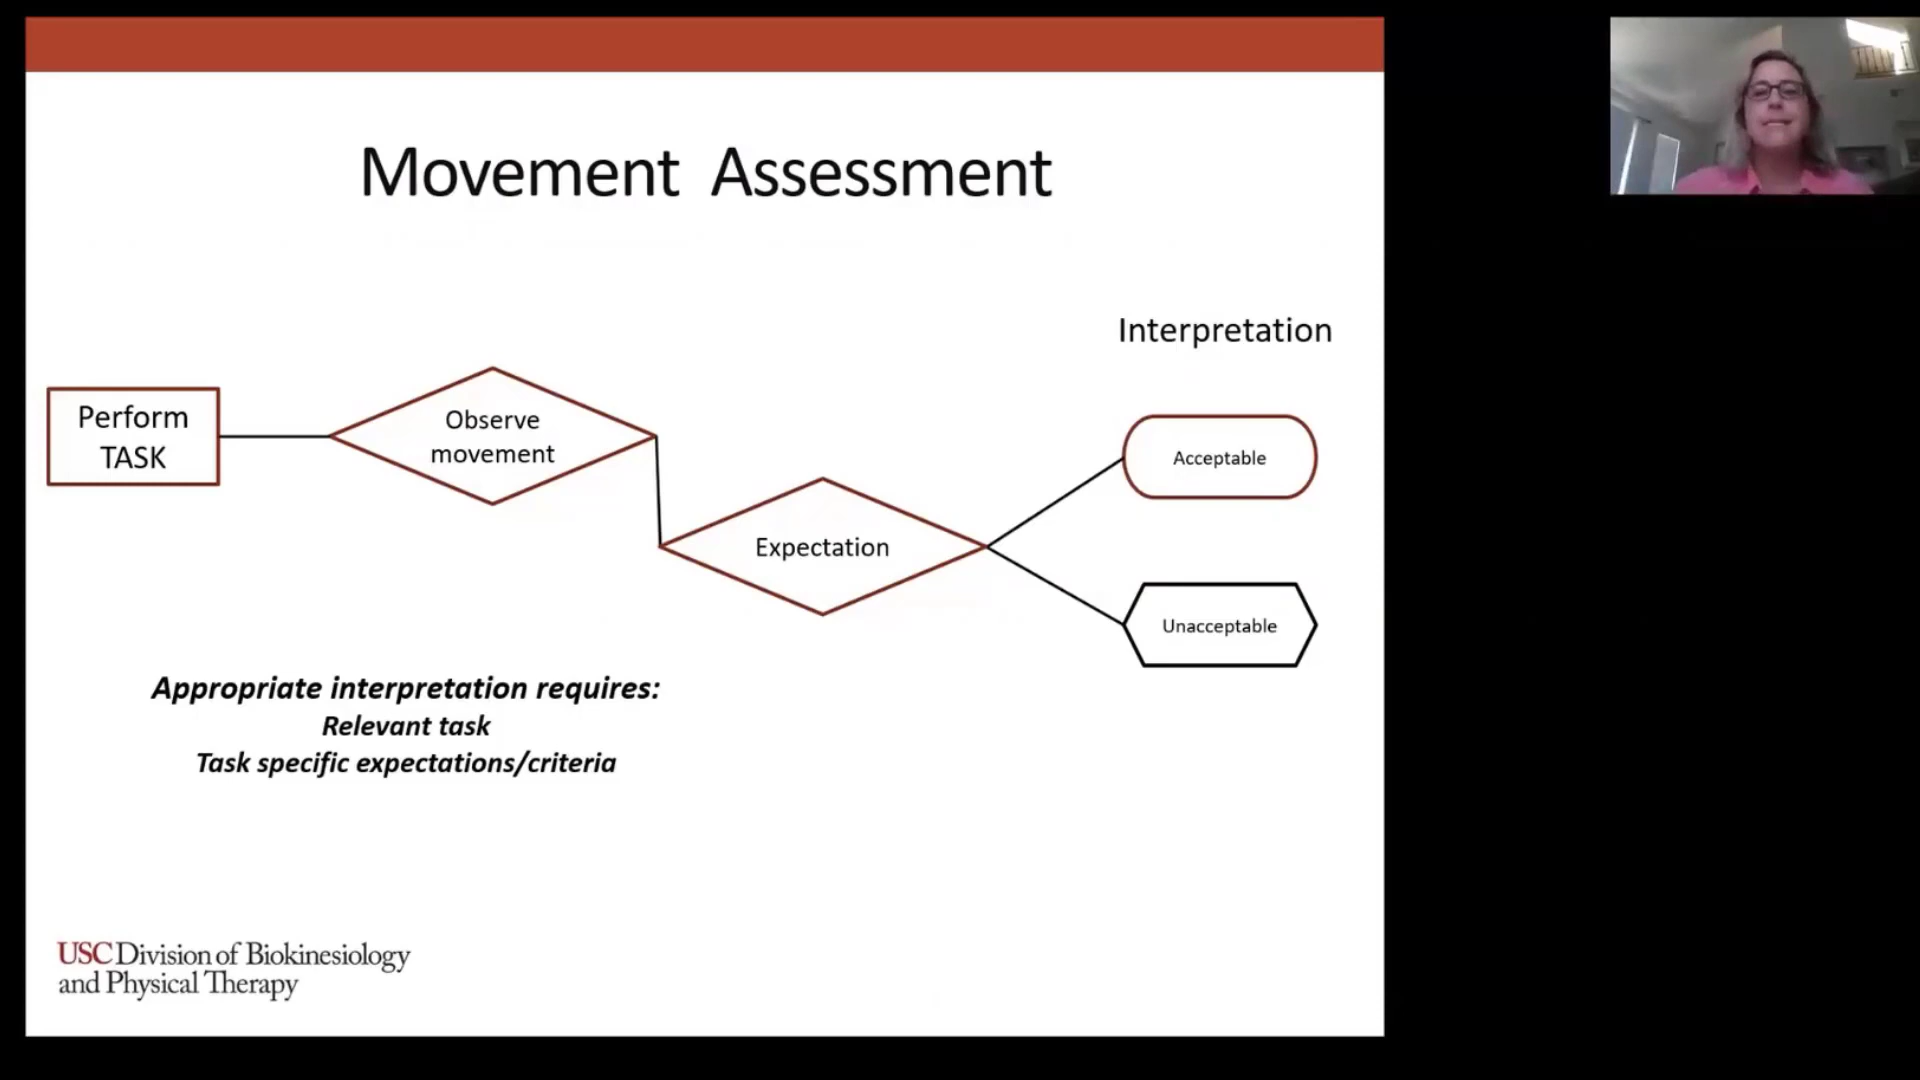 Movement Assessment
Interpretation
Perform
TASK
Observe
movement
Expectation
Acceptable
Unacceptable
Appropriate interpretation requires:
Relevant task
Task specific expectations/criteria
USC Division of Biokinesiology
and Physical Therapy